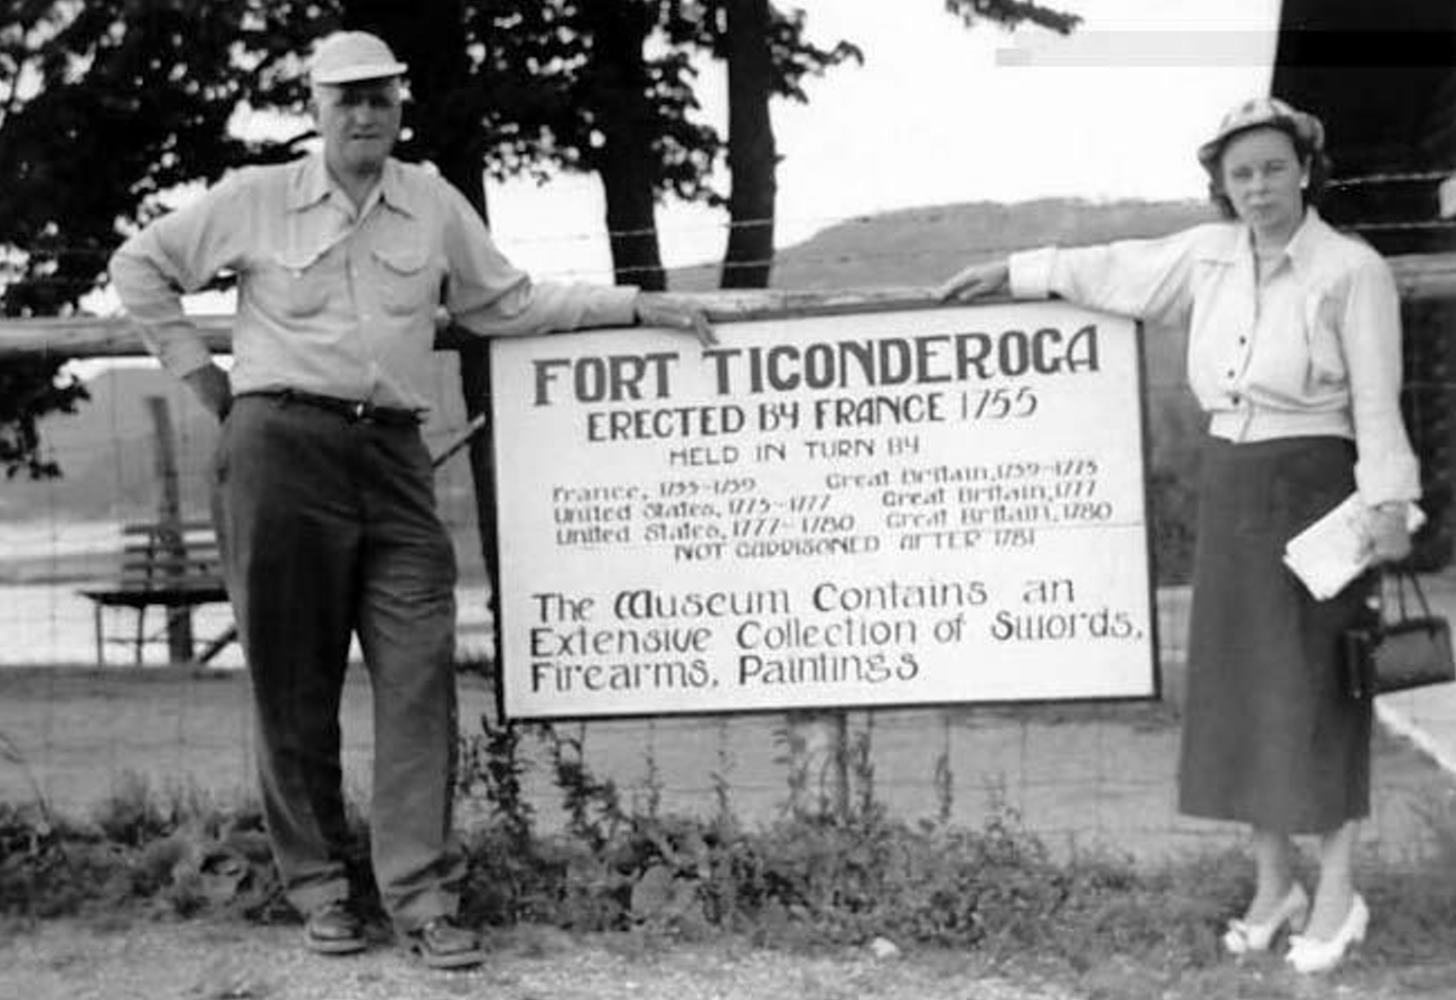 FORT TICONDEROGA
ERECTED BY FRANCE 1755
HELD IN TURN BY
France, 1755-1759 Great Britain, 1759-1775
United States, 1775-1777 Great Britain, 1777
United States, 1777-1780 Great Britain, 1780
NOT GARRISONED AFTER 1781
The Museum Contains an
Extensive Collection of Swords,
Firearms, Paintings